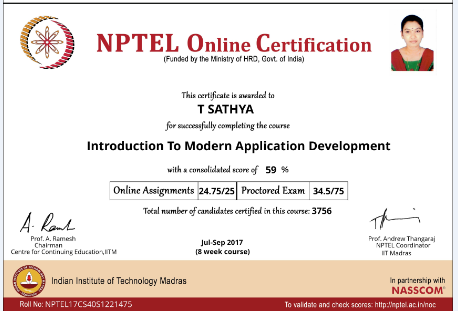 NPTEL Online Certification
(Funded by the Ministry of HRD, Govt. of India)
This certificate is awarded to
T SATHYA
for successfully completing the course
Introduction To Modern Application Development
with a consolidated score of 59 %
Online Assignments 24.75/25 Proctored Exam 34.5/75
Total number of candidates certified in this course: 3756
Prof. A. Ramesh
Chairman
Centre for Continuing Education, IITM
Jul-Sep 2017
(8 week course)
Prof. Andrew Thangaraj
NPTEL Coordinator
IIT Madras
Indian Institute of Technology Madras
In partnership with
NASSCOM
Roll No: NPTEL17CS40S1221475
To validate and check scores: http://nptel.ac.in/noc